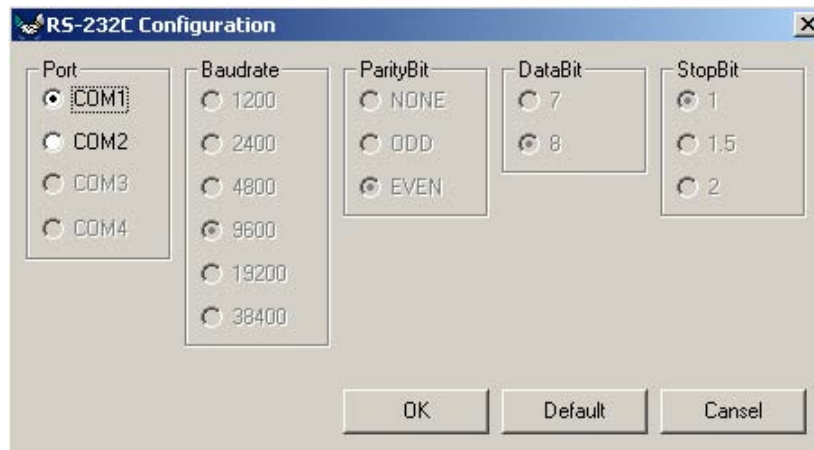 RS-232C Configuration
Port
COM1
COM2
COM3
COM4
Baudrate
1200
2400
4800
9600
19200
38400
ParityBit
NONE
ODD
EVEN
DataBit
7
8
StopBit
1
1.5
2
OK
Default
Cansel